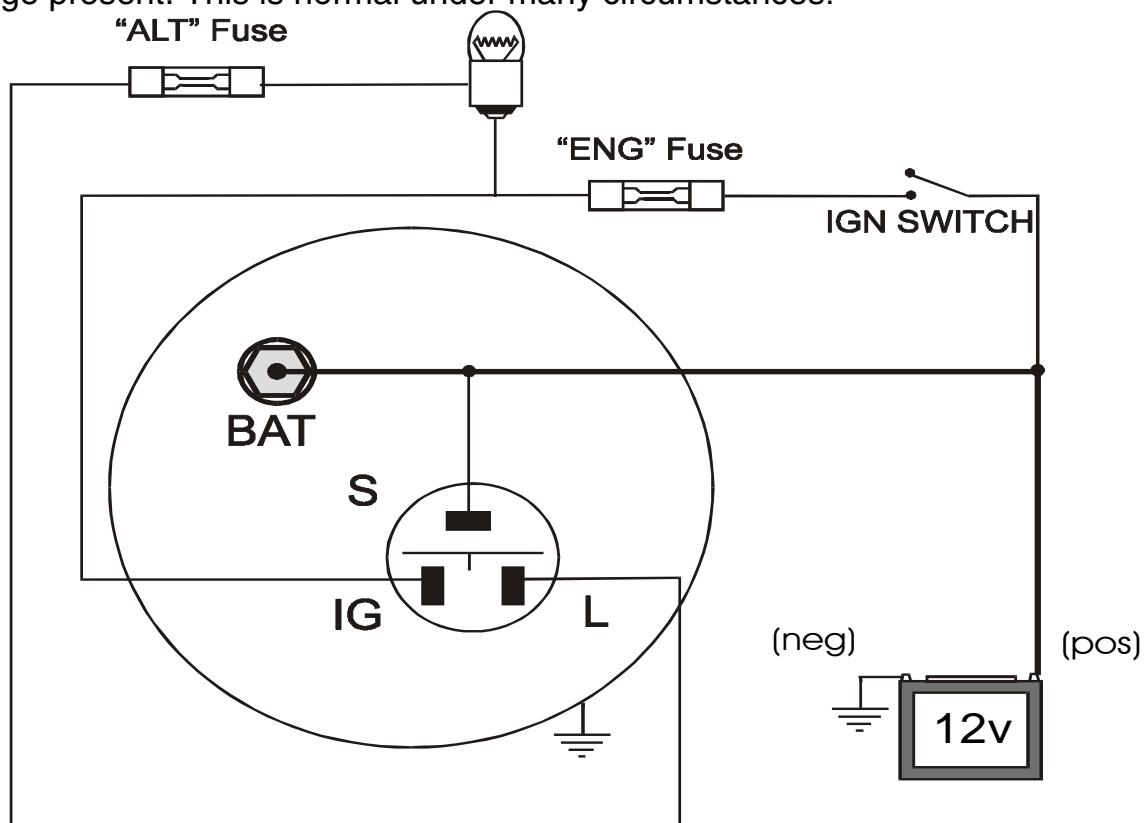 ge present. This is normal under many circumstances.
“ALT” Fuse
“ENG” Fuse
IGN SWITCH
BAT
S
IG
L
(neg)
(pos)
12v